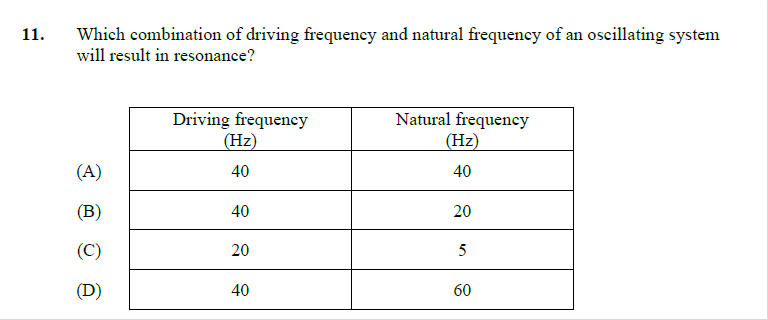 11. Which combination of driving frequency and natural frequency of an oscillating system
will result in resonance?
Driving frequency (Hz) Natural frequency (Hz)
(A) 40 40
(B) 40 20
(C) 20 5
(D) 40 60